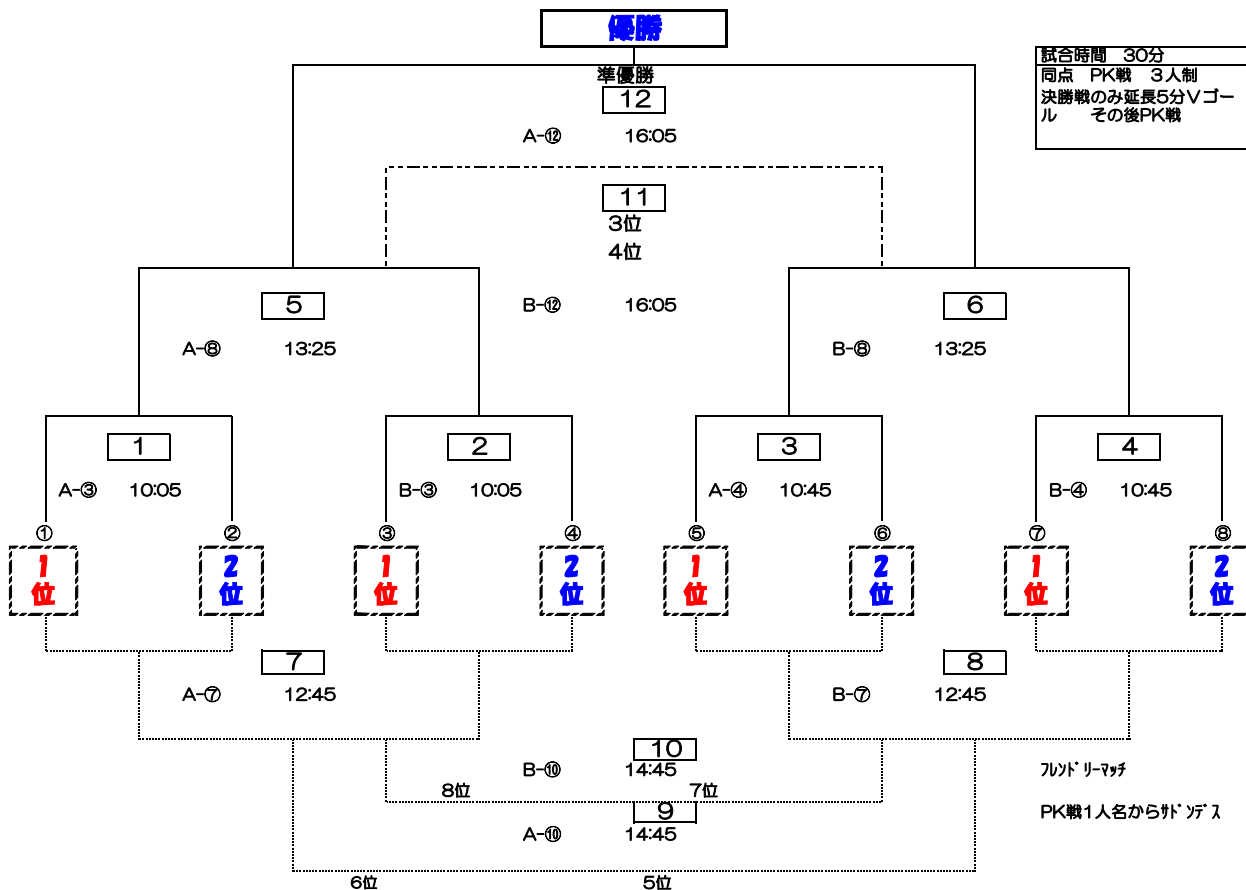 優勝
準優勝
試合時間　30分
同点　PK戦　3人制
決勝戦のみ延長5分Vゴー
ル　　その後PK戦
12
A-⑫ 16:05
11
3位
4位
B-⑫ 16:05
5
6
A-⑧ 13:25
B-⑧ 13:25
1
2
3
4
A-③ 10:05
B-③ 10:05
A-④ 10:45
B-④ 10:45
① ② ③ ④ ⑤ ⑥ ⑦ ⑧
1位 2位 1位 2位 1位 2位 1位 2位
7
8
A-⑦ 12:45
B-⑦ 12:45
10
B-⑩ 14:45
ﾌﾚﾝﾄﾞﾘｰﾏｯﾁ
8位 7位
9
PK戦1人名からｻﾄﾞﾝﾃﾞｽ
A-⑩ 14:45
6位 5位